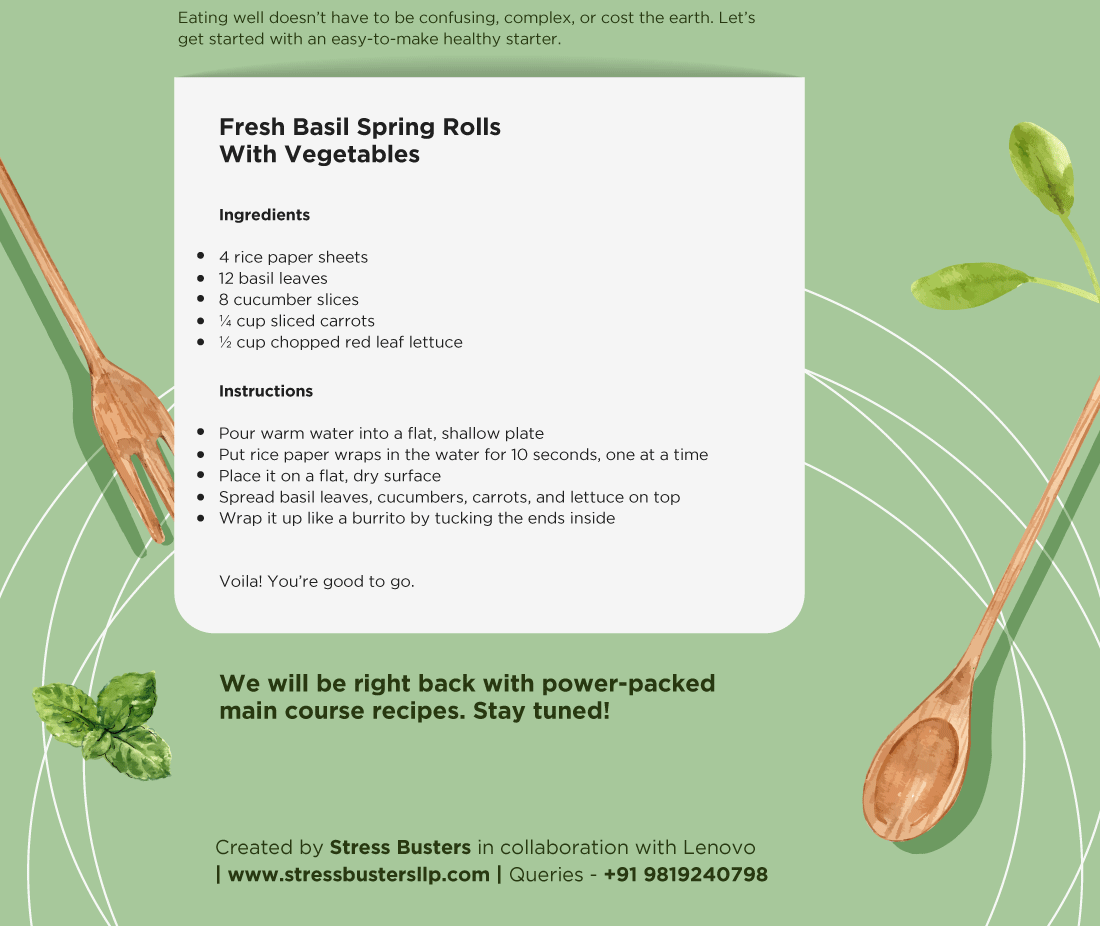 Eating well doesn’t have to be confusing, complex, or cost the earth. Let’s
get started with an easy-to-make healthy starter.
Fresh Basil Spring Rolls
With Vegetables
Ingredients
• 4 rice paper sheets
• 12 basil leaves
• 8 cucumber slices
• ¼ cup sliced carrots
• ½ cup chopped red leaf lettuce
Instructions
• Pour warm water into a flat, shallow plate
• Put rice paper wraps in the water for 10 seconds, one at a time
• Place it on a flat, dry surface
• Spread basil leaves, cucumbers, carrots, and lettuce on top
• Wrap it up like a burrito by tucking the ends inside
Voila! You’re good to go.
We will be right back with power-packed
main course recipes. Stay tuned!
Created by Stress Busters in collaboration with Lenovo
| www.stressbustersllp.com | Queries - +91 9819240798